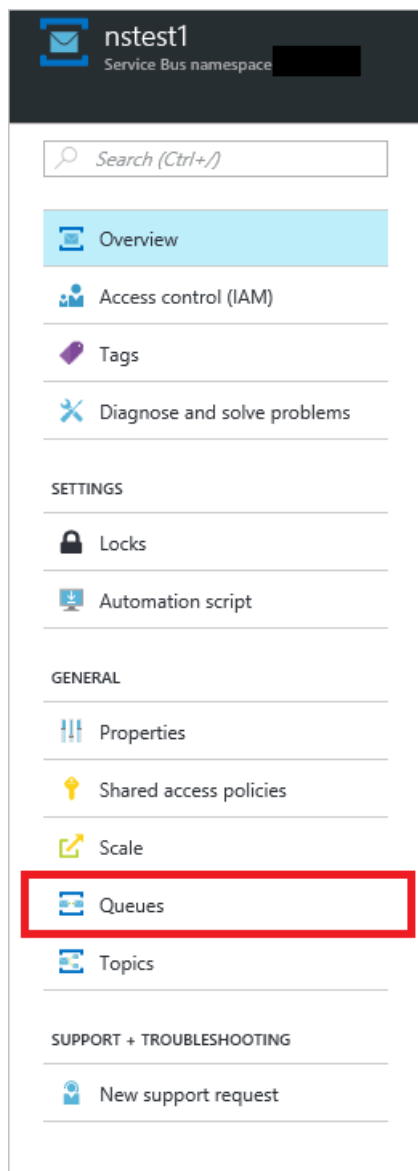 nstest1
Service Bus namespace
Search (Ctrl+/)
Overview
Access control (IAM)
Tags
Diagnose and solve problems
SETTINGS
Locks
Automation script
GENERAL
Properties
Shared access policies
Scale
Queues
Topics
SUPPORT + TROUBLESHOOTING
New support request